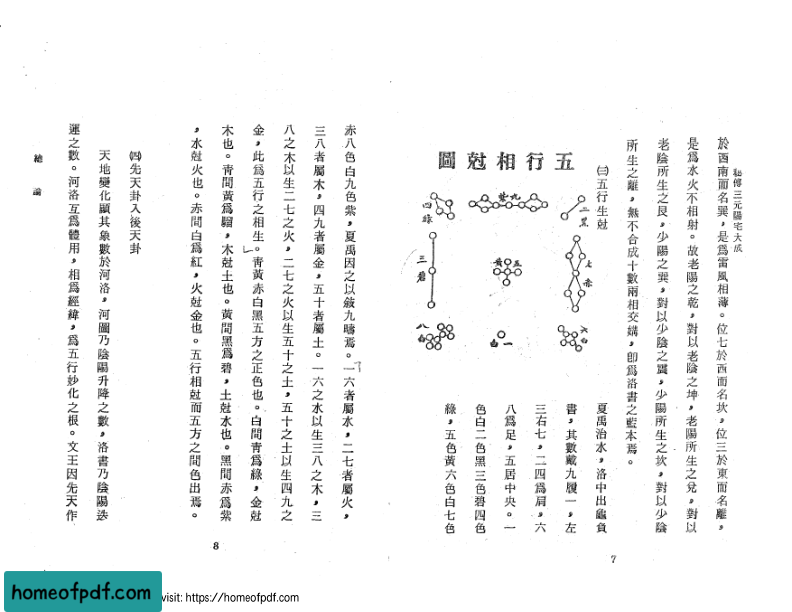 秘傳三元陽宅大成
於西南而名巽，是爲雷風相薄。位七於西而名坎，位三於東而名離，
是爲水火不相射。故老陽之乾，對以老陰之坤，老陽所生之兌，對以
老陰所生之艮，少陽之巽，對以少陰之震，少陽所生之坎，對以少陰
所生之離，無不合成十數兩相交媾，卽爲洛書之藍本焉。
㈢五行生尅
五行相尅圖
二黑
九紫
四綠
七赤
五黃
三碧
六白
一白
八白
夏禹治水，洛中出龜負
書，其數戴九履一，左
三右七，二四爲肩，六
八爲足，五居中央。一
色白二色黑三色碧四色
綠，五色黃六色白七色
7
赤八色白九色紫，夏禹因之以敘九疇焉。一六者屬水，二七者屬火，
三八者屬木，四九者屬金，五十者屬土。一六之水以生三八之木，三
八之木以生二七之火，二七之火以生五十之土，五十之土以生四九之
金，此爲五行之相生。靑黃赤白黑五方之正色也。白間靑爲綠，金尅
木也。靑間黃爲騮，木尅土也。黃間黑爲碧，土尅水也。黑間赤爲紫
，水尅火也。赤間白爲紅，火尅金也。五行相尅而五方之間色出焉。
㈣先天卦入後天卦
天地變化顯其象數於河洛，河圖乃陰陽升降之數，洛書乃陰陽迭
運之數。河洛互爲體用，相爲經緯，爲五行妙化之根。文王因先天作
總論
8
homeofpdf.com
visit: https://homeofpdf.com